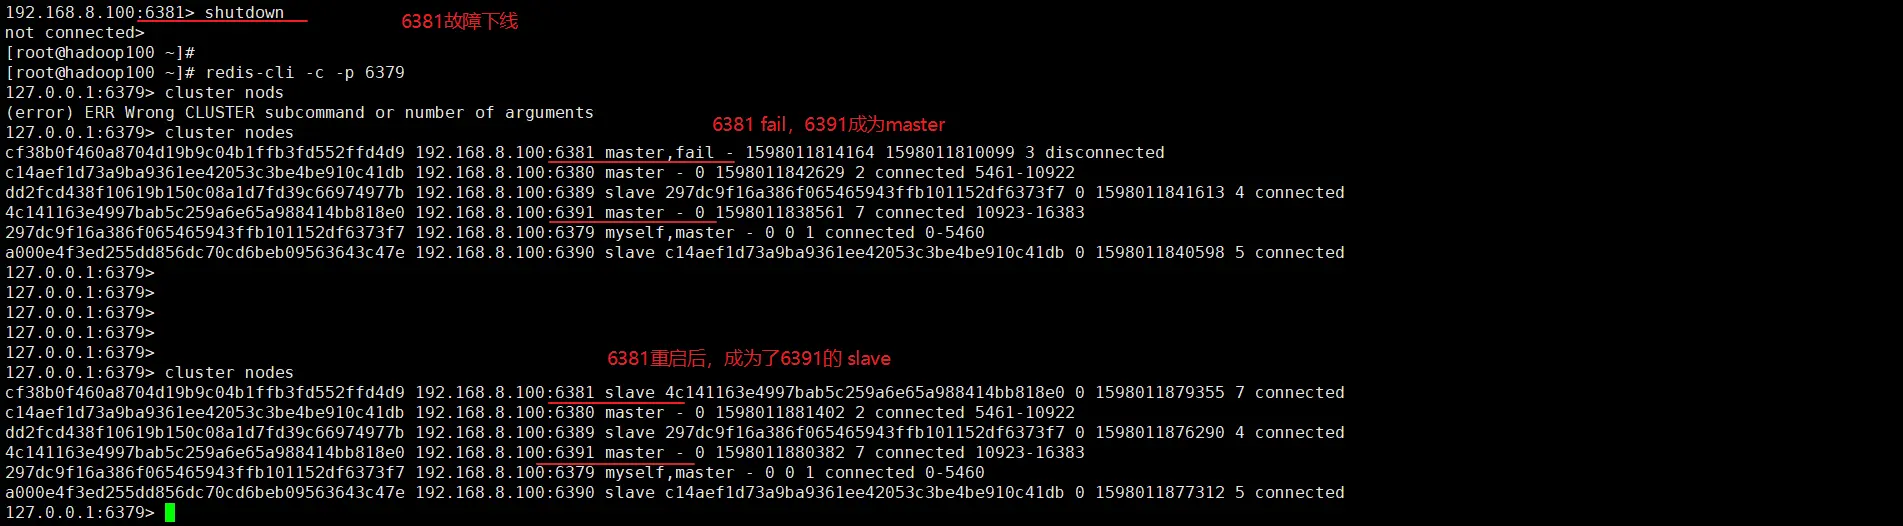 192.168.8.100:6381> shutdown
6381故障下线
not connected>
[root@hadoop100 ~]#
[root@hadoop100 ~]# redis-cli -c -p 6379
127.0.0.1:6379> cluster nods
(error) ERR Wrong CLUSTER subcommand or number of arguments
127.0.0.1:6379> cluster nodes
6381 fail，6391成为master
cf38b0f460a8704d19b9c04b1ffb3fd552ffd4d9 192.168.8.100:6381 master,fail - 1598011814164 1598011810099 3 disconnected
c14aef1d73a9ba9361ee42053c3be4be910c41db 192.168.8.100:6380 master - 0 1598011842629 2 connected 5461-10922
dd2fcd438f10619b150c08a1d7fd39c66974977b 192.168.8.100:6389 slave 297dc9f16a386f065465943ffb101152df6373f7 0 1598011841613 4 connected
4c141163e4997bab5c259a6e65a988414bb818e0 192.168.8.100:6391 master - 0 1598011838561 7 connected 10923-16383
297dc9f16a386f065465943ffb101152df6373f7 192.168.8.100:6379 myself,master - 0 0 1 connected 0-5460
a000e4f3ed255dd856dc70cd6beb09563643c47e 192.168.8.100:6390 slave c14aef1d73a9ba9361ee42053c3be4be910c41db 0 1598011840598 5 connected
127.0.0.1:6379>
127.0.0.1:6379>
127.0.0.1:6379>
127.0.0.1:6379>
127.0.0.1:6379>
6381重启后，成为了6391的 slave
127.0.0.1:6379> cluster nodes
cf38b0f460a8704d19b9c04b1ffb3fd552ffd4d9 192.168.8.100:6381 slave 4c141163e4997bab5c259a6e65a988414bb818e0 0 1598011879355 7 connected
c14aef1d73a9ba9361ee42053c3be4be910c41db 192.168.8.100:6380 master - 0 1598011881402 2 connected 5461-10922
dd2fcd438f10619b150c08a1d7fd39c66974977b 192.168.8.100:6389 slave 297dc9f16a386f065465943ffb101152df6373f7 0 1598011876290 4 connected
4c141163e4997bab5c259a6e65a988414bb818e0 192.168.8.100:6391 master - 0 1598011880382 7 connected 10923-16383
297dc9f16a386f065465943ffb101152df6373f7 192.168.8.100:6379 myself,master - 0 0 1 connected 0-5460
a000e4f3ed255dd856dc70cd6beb09563643c47e 192.168.8.100:6390 slave c14aef1d73a9ba9361ee42053c3be4be910c41db 0 1598011877312 5 connected
127.0.0.1:6379>